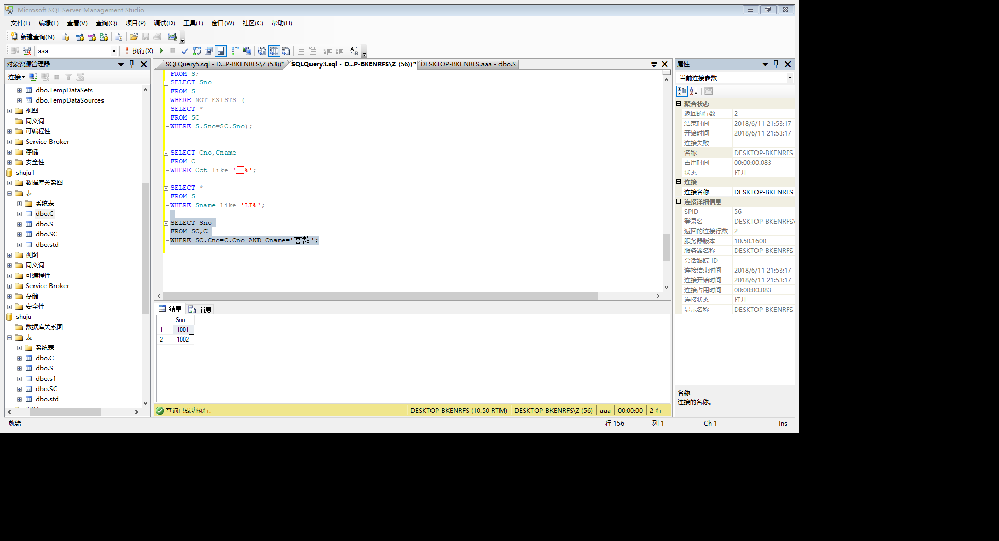 Microsoft SQL Server Management Studio
文件(F) 编辑(E) 查看(V) 查询(Q) 项目(P) 调试(D) 工具(T) 窗口(W) 社区(C) 帮助(H)
新建查询(N)
aaa 执行(X)
对象资源管理器
连接
dbo.TempDataSets
dbo.TempDataSources
视图
同义词
可编程性
Service Broker
存储
安全性
shuju1
数据库关系图
表
系统表
dbo.C
dbo.S
dbo.SC
dbo.std
视图
同义词
可编程性
Service Broker
存储
安全性
shuju
数据库关系图
表
系统表
dbo.C
dbo.S
dbo.s1
dbo.SC
dbo.std
SQLQuery5.sql - D...P-BKENRFS\Z (53))* SQLQuery3.sql - D...P-BKENRFS\Z (56))* DESKTOP-BKENRFS.aaa - dbo.S
FROM S;
SELECT Sno
FROM S
WHERE NOT EXISTS (
SELECT *
FROM SC
WHERE S.Sno=SC.Sno);
SELECT Cno,Cname
FROM C
WHERE Cct like '王%';
SELECT *
FROM S
WHERE Sname like 'LI%';
SELECT Sno
FROM SC,C
WHERE SC.Cno=C.Cno AND Cname='高数';
结果 消息
Sno
1 1001
2 1002
查询已成功执行。 DESKTOP-BKENRFS (10.50 RTM) DESKTOP-BKENRFS\Z (56) aaa 00:00:00 2 行
属性
当前连接参数
聚合状态
返回的行数 2
结束时间 2018/6/11 21:53:17
开始时间 2018/6/11 21:53:17
连接失败
名称 DESKTOP-BKENRFS
占用时间 00:00:00.083
状态 打开
连接
连接名称 DESKTOP-BKENRFS
连接详细信息
SPID 56
登录名 DESKTOP-BKENRFS\
返回的连接行数 2
服务器版本 10.50.1600
服务器名称 DESKTOP-BKENRFS
会话跟踪 ID
连接结束时间 2018/6/11 21:53:17
连接开始时间 2018/6/11 21:53:17
连接占用时间 00:00:00.083
连接状态 打开
显示名称 DESKTOP-BKENRFS
名称
连接的名称。
就绪 行 156 列 1 Ch 1 Ins